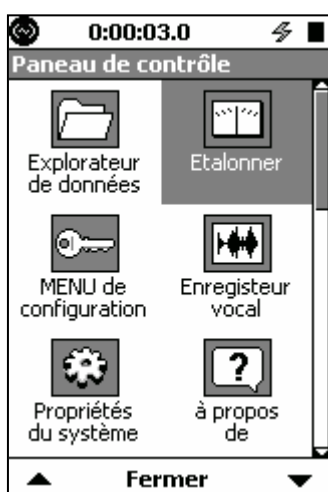 0:00:03.0
Paneau de contrôle
Explorateur
de données
Etalonner
MENU de
configuration
Enregisteur
vocal
Propriétés
du système
à propos
de
Fermer